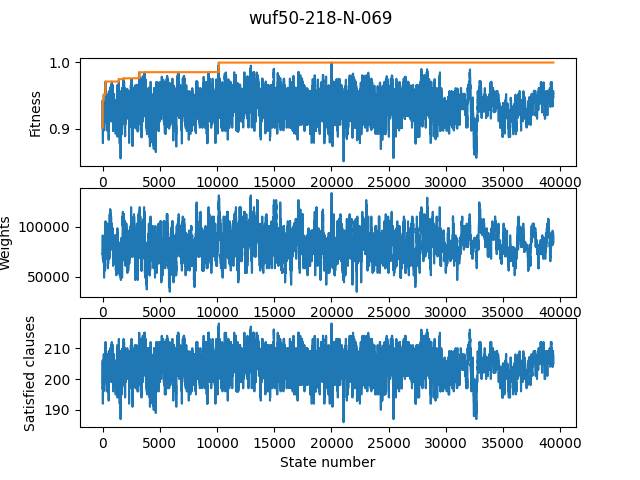 wuf50-218-N-069
1.0
0.9
Fitness
0 5000 10000 15000 20000 25000 30000 35000 40000
100000
50000
Weights
0 5000 10000 15000 20000 25000 30000 35000 40000
210
200
190
Satisfied clauses
0 5000 10000 15000 20000 25000 30000 35000 40000
State number